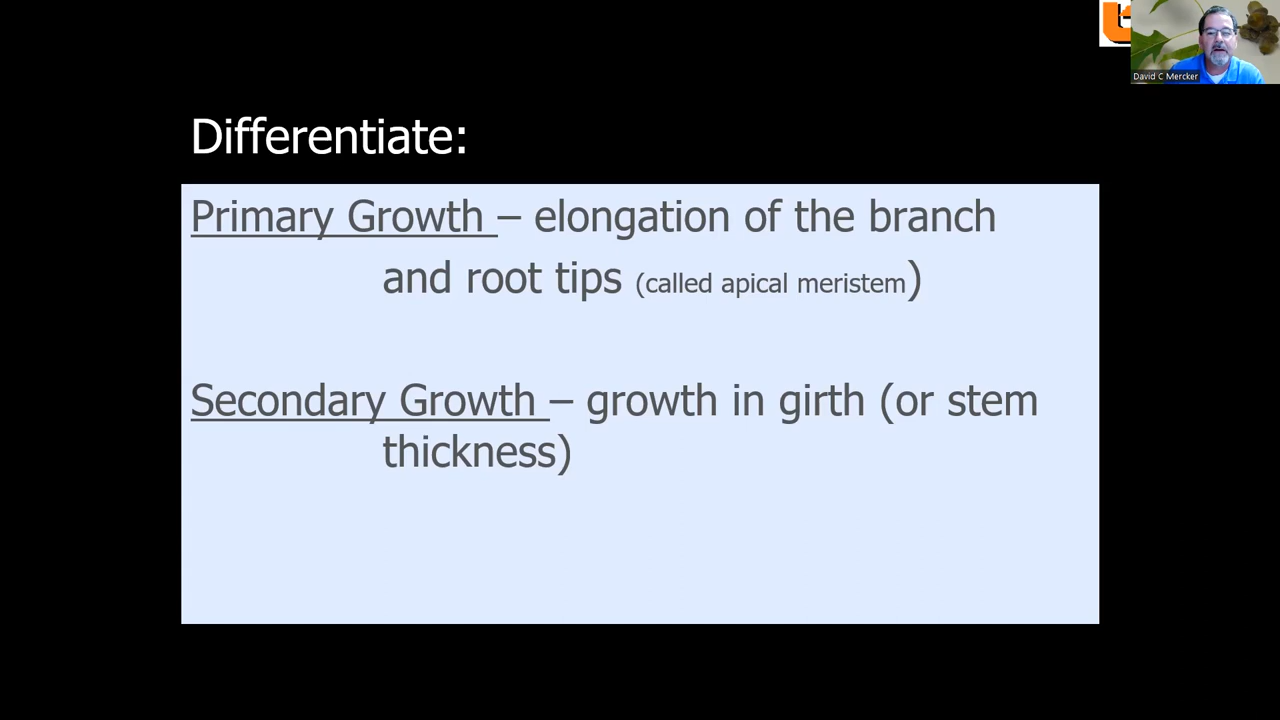 David C Mercker
Differentiate:
Primary Growth – elongation of the branch
and root tips (called apical meristem)
Secondary Growth – growth in girth (or stem
thickness)